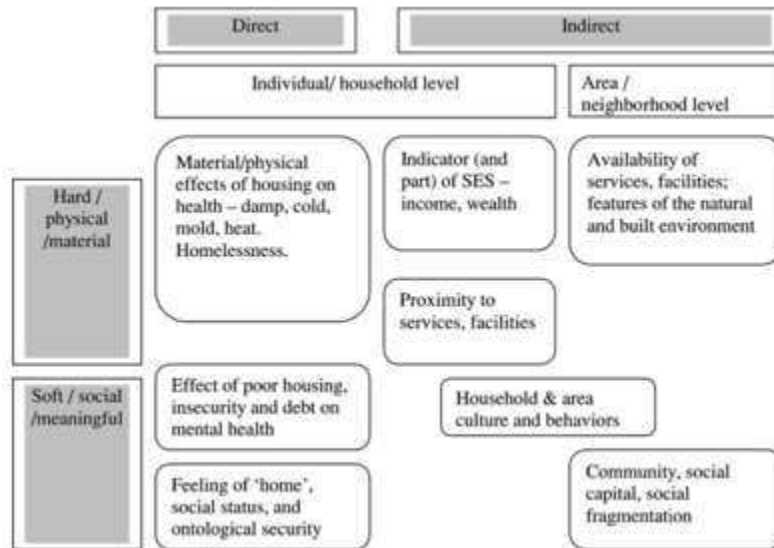 Direct
Indirect
Individual/ household level
Area /
neighborhood level
Hard /
physical
/material
Material/physical
effects of housing on
health – damp, cold,
mold, heat.
Homelessness.
Indicator (and
part) of SES –
income, wealth
Availability of
services, facilities;
features of the natural
and built environment
Proximity to
services, facilities
Soft / social
/meaningful
Effect of poor housing,
insecurity and debt on
mental health
Household & area
culture and behaviors
Feeling of ‘home’,
social status, and
ontological security
Community, social
capital, social
fragmentation